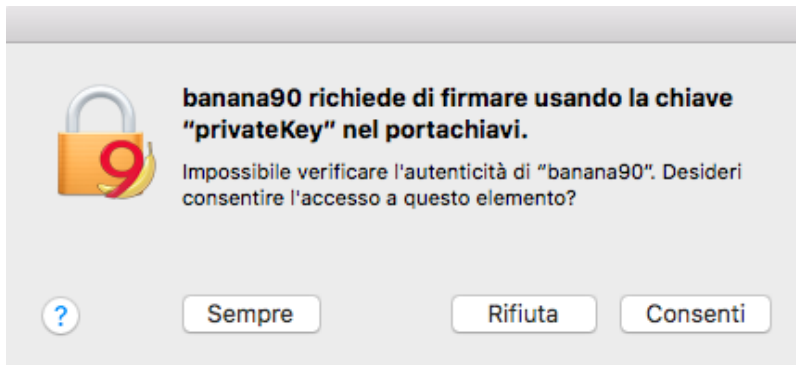 banana90 richiede di firmare usando la chiave
“privateKey” nel portachiavi.
Impossibile verificare l'autenticità di “banana90”. Desideri
consentire l'accesso a questo elemento?
9
?
Sempre
Rifiuta
Consenti